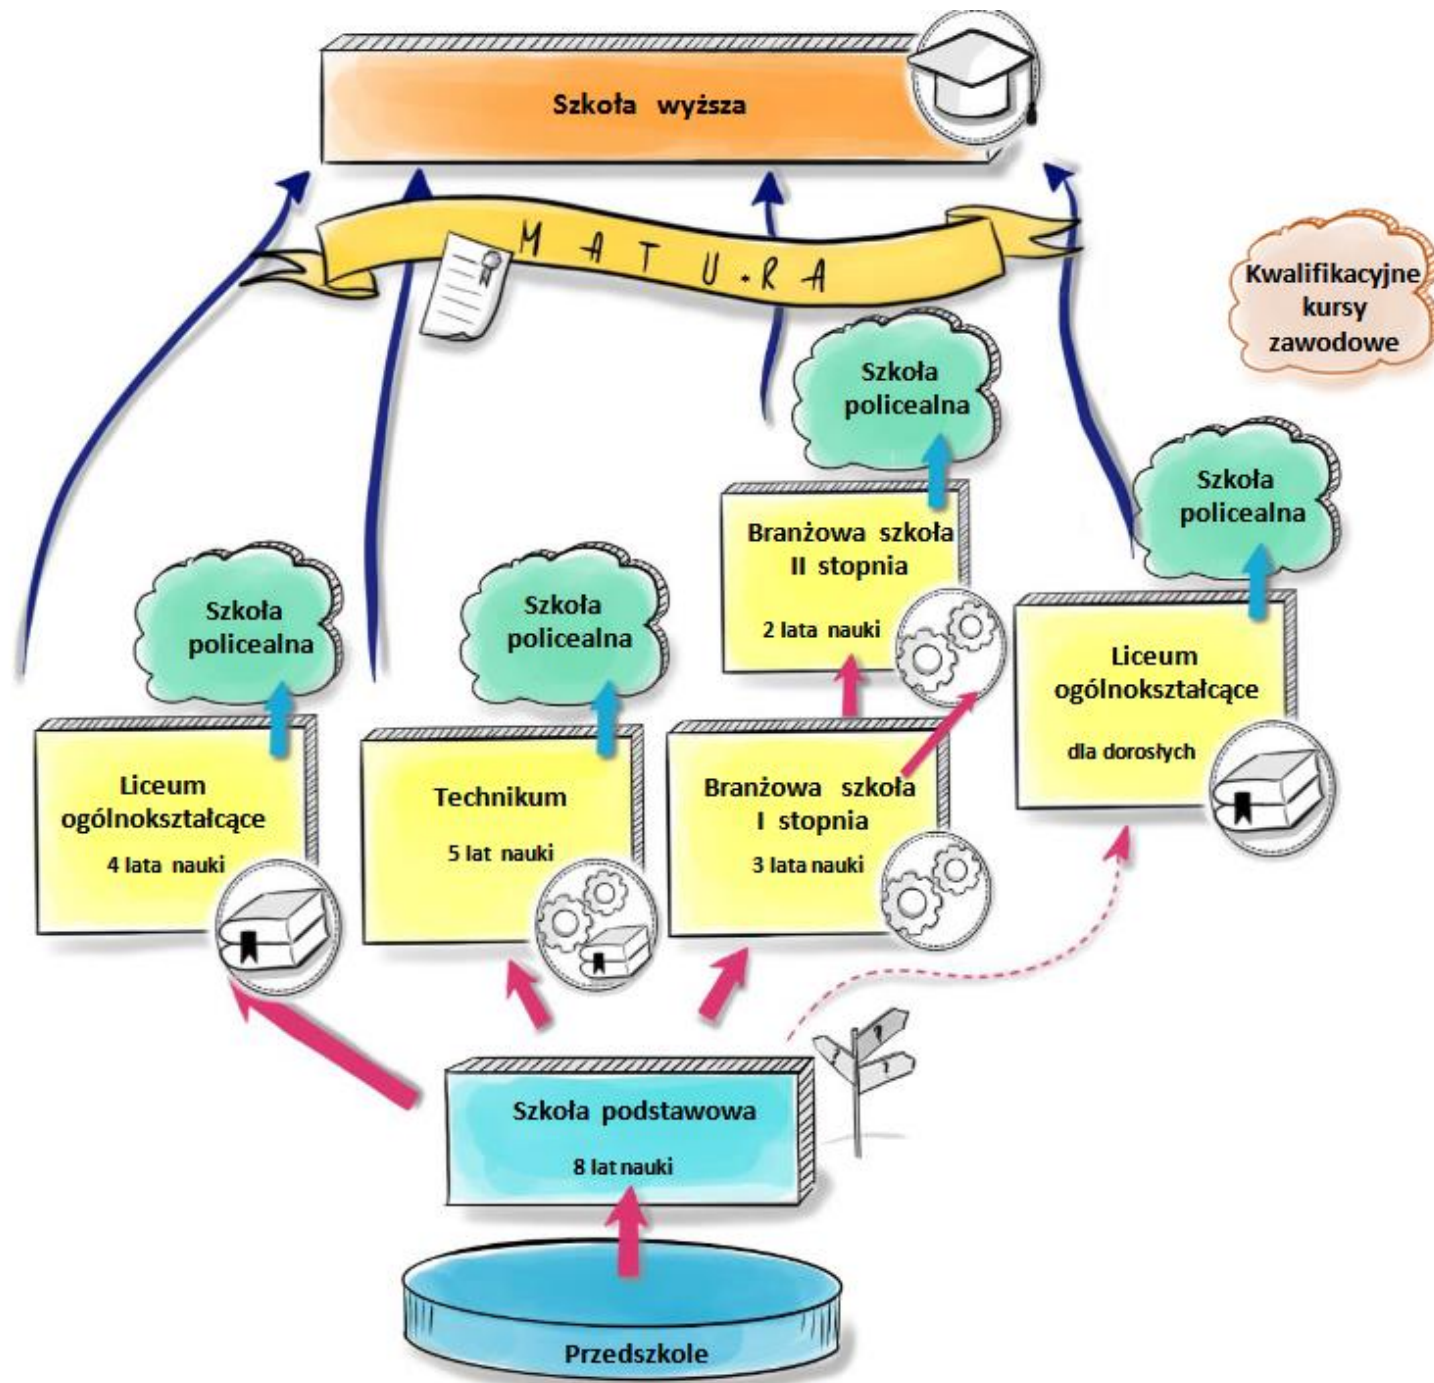 Szkoła wyższa
MATU.RA
Kwalifikacyjne
kursy
zawodowe
Szkoła
policealna
Szkoła
policealna
Branżowa szkoła
II stopnia
2 lata nauki
Szkoła
policealna
Szkoła
policealna
Liceum
ogólnokształcące
dla dorosłych
Liceum
ogólnokształcące
4 lata nauki
Technikum
5 lat nauki
Branżowa szkoła
I stopnia
3 lata nauki
Szkoła podstawowa
8 lat nauki
Przedszkole